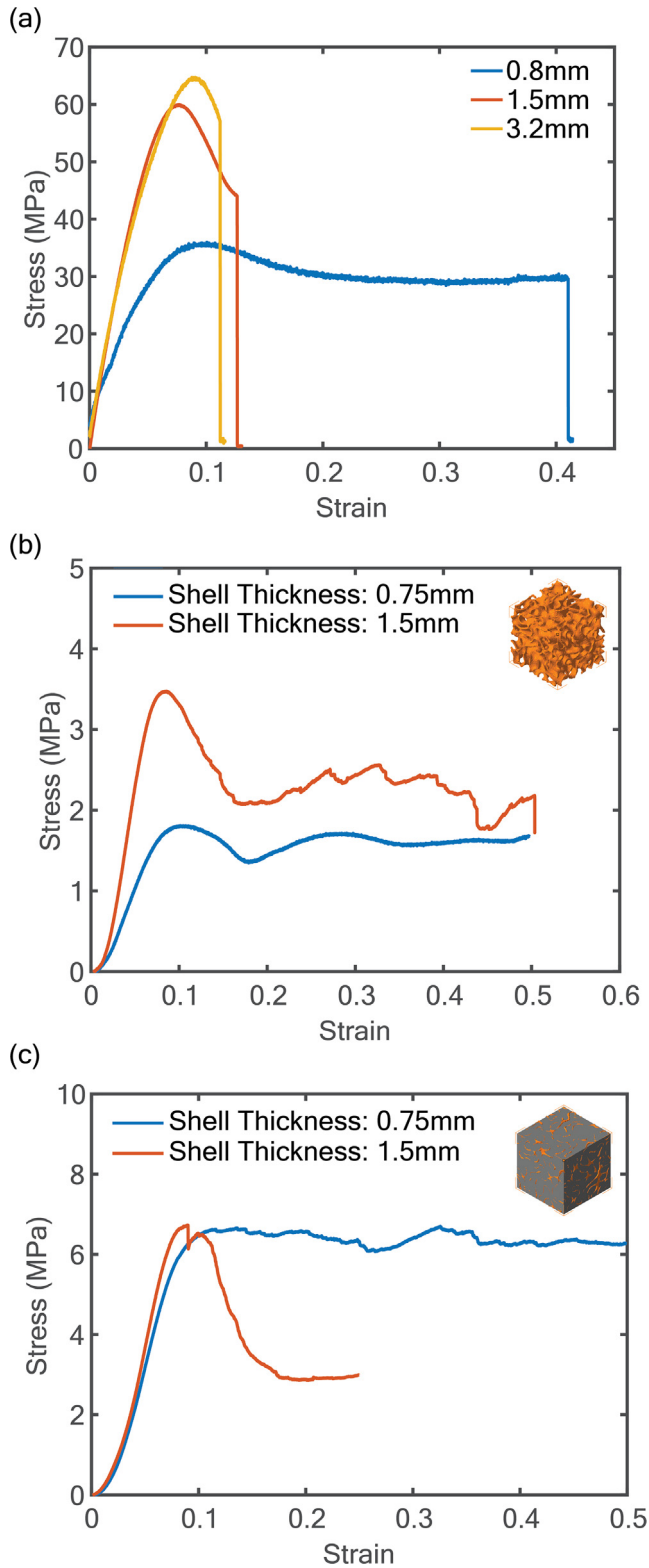 (a)
70
60
50
40
30
20
10
0
Stress (MPa)
0.8mm
1.5mm
3.2mm
0 0.1 0.2 0.3 0.4
Strain
(b)
5
4
3
2
1
0
Stress (MPa)
Shell Thickness: 0.75mm
Shell Thickness: 1.5mm
0 0.1 0.2 0.3 0.4 0.5 0.6
Strain
(c)
10
8
6
4
2
0
Stress (MPa)
Shell Thickness: 0.75mm
Shell Thickness: 1.5mm
0 0.1 0.2 0.3 0.4 0.5
Strain